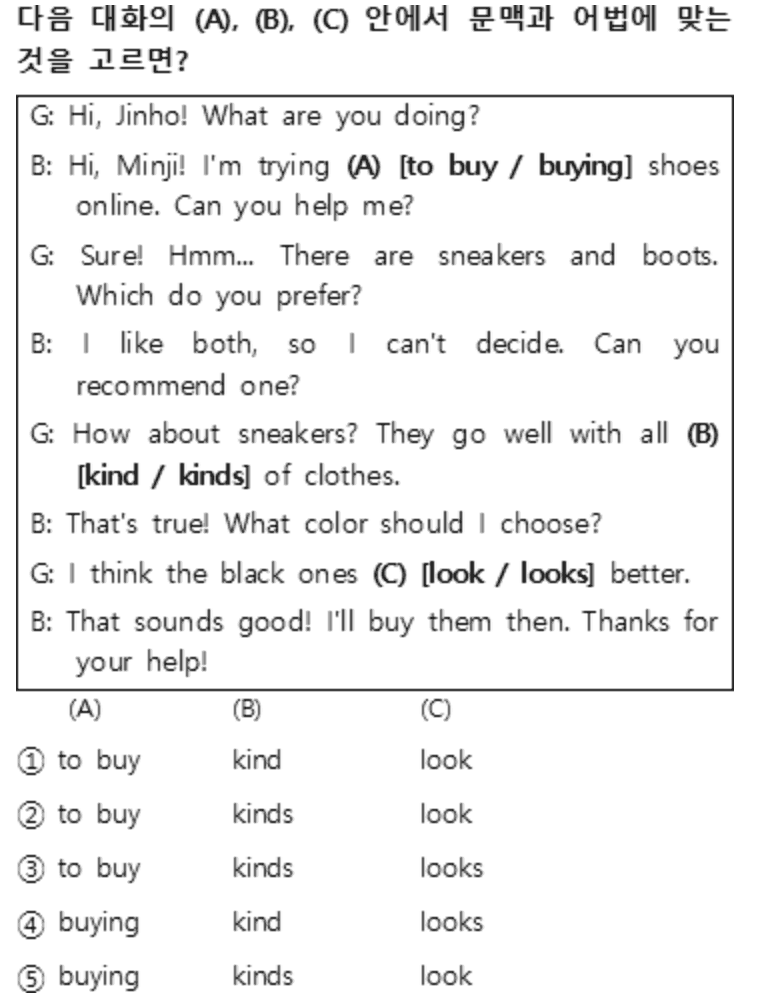 다음 대화의 (A), (B), (C) 안에서 문맥과 어법에 맞는
것을 고르면?
G: Hi, Jinho! What are you doing?
B: Hi, Minji! I'm trying (A) [to buy / buying] shoes
online. Can you help me?
G: Sure! Hmm... There are sneakers and boots.
Which do you prefer?
B: I like both, so I can't decide. Can you
recommend one?
G: How about sneakers? They go well with all (B)
[kind / kinds] of clothes.
B: That's true! What color should I choose?
G: I think the black ones (C) [look / looks] better.
B: That sounds good! I'll buy them then. Thanks for
your help!
(A) (B) (C)
① to buy kind look
② to buy kinds look
③ to buy kinds looks
④ buying kind looks
⑤ buying kinds look